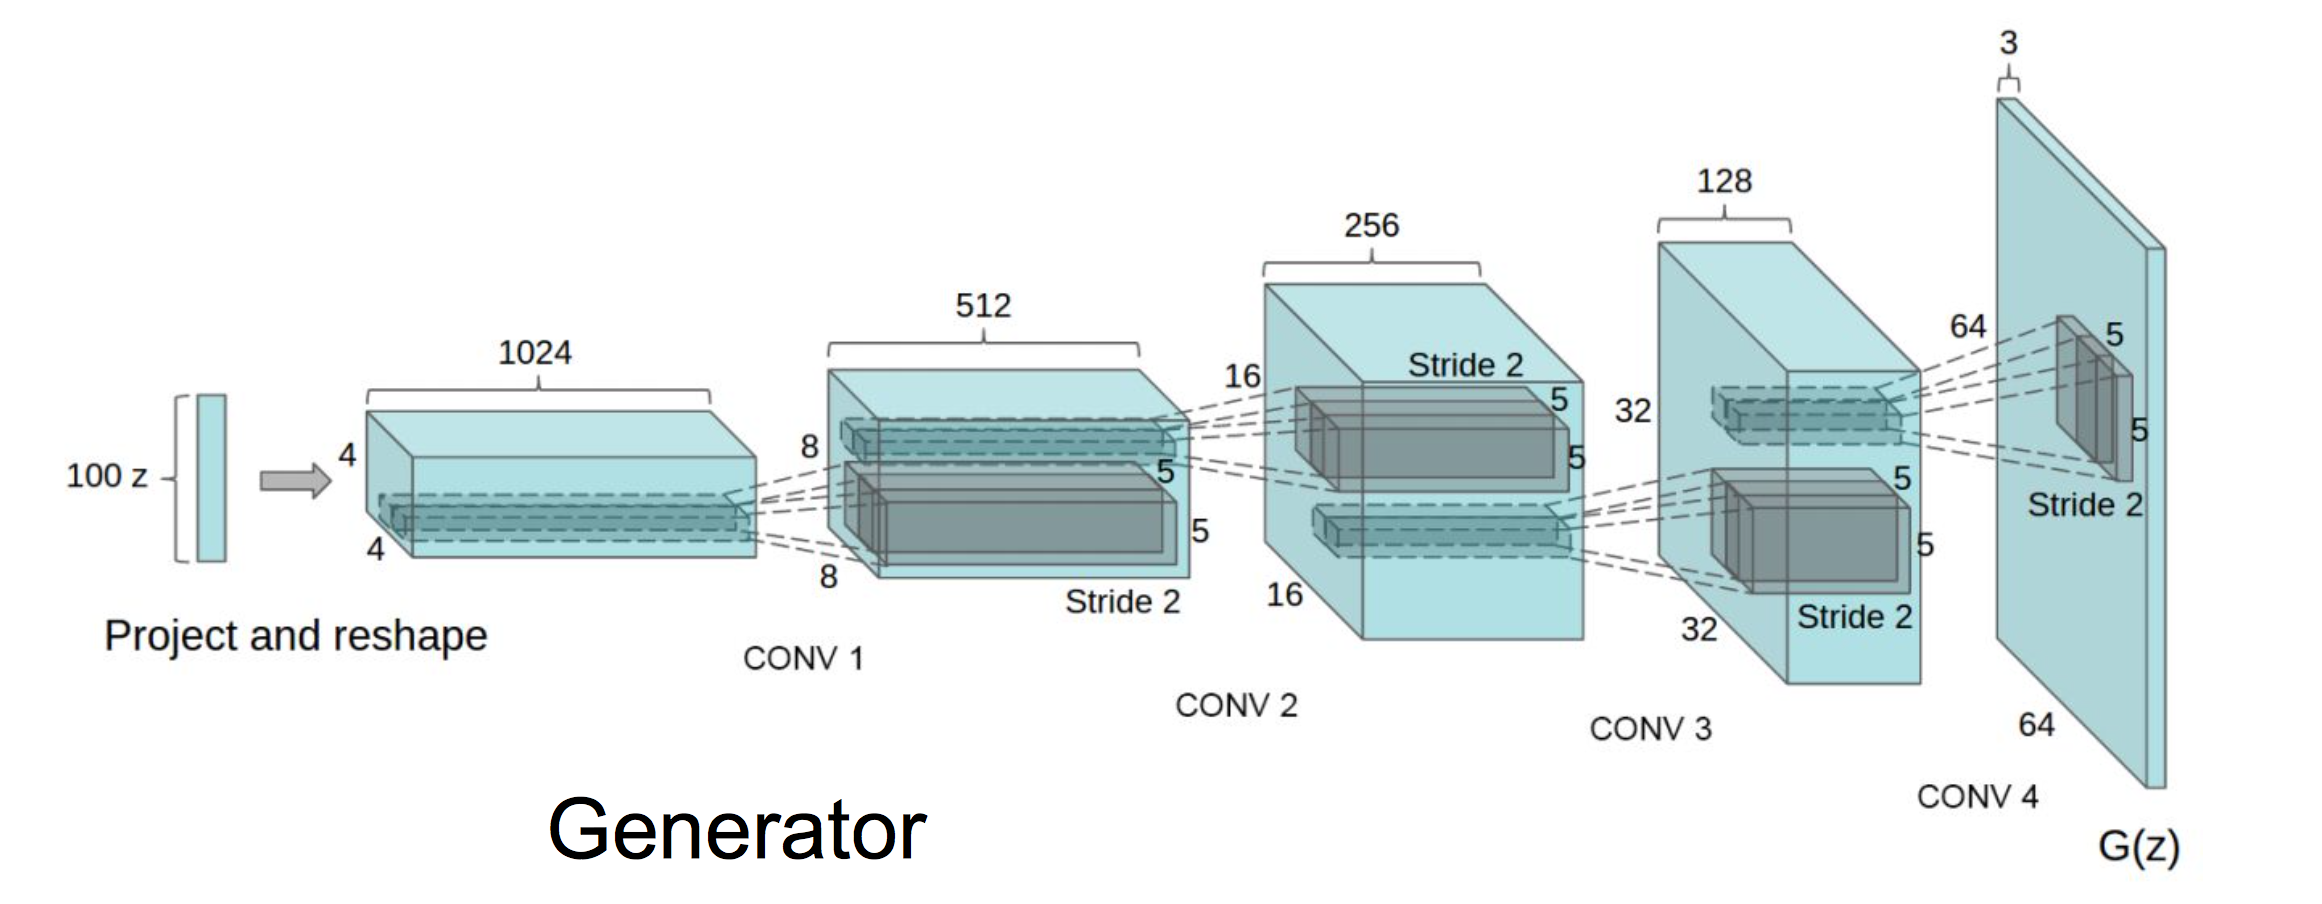 100 z
Project and reshape
1024
4
4
CONV 1
512
8
8
5
5
Stride 2
CONV 2
256
16
16
Stride 2
5
5
CONV 3
128
32
32
5
5
Stride 2
CONV 4
3
64
64
5
5
Stride 2
G(z)
Generator